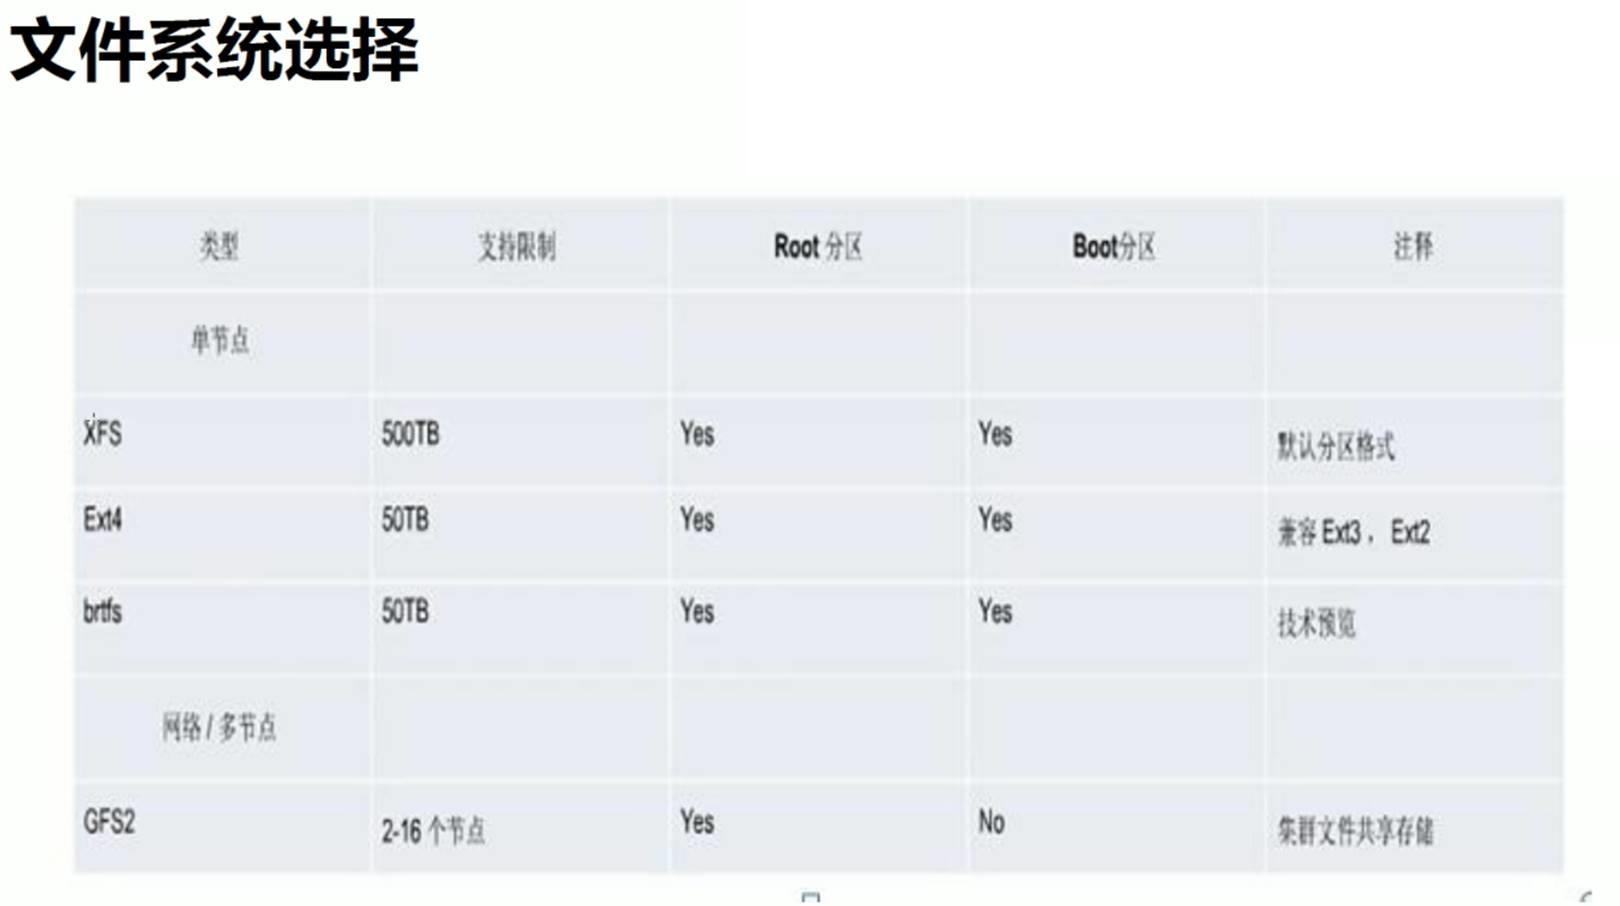 文件系统选择
类型 支持限制 Root 分区 Boot分区 注释
单节点
XFS 500TB Yes Yes 默认分区格式
Ext4 50TB Yes Yes 兼容 Ext3 , Ext2
brtfs 50TB Yes Yes 技术预览
网络 / 多节点
GFS2 2-16 个节点 Yes No 集群文件共享存储